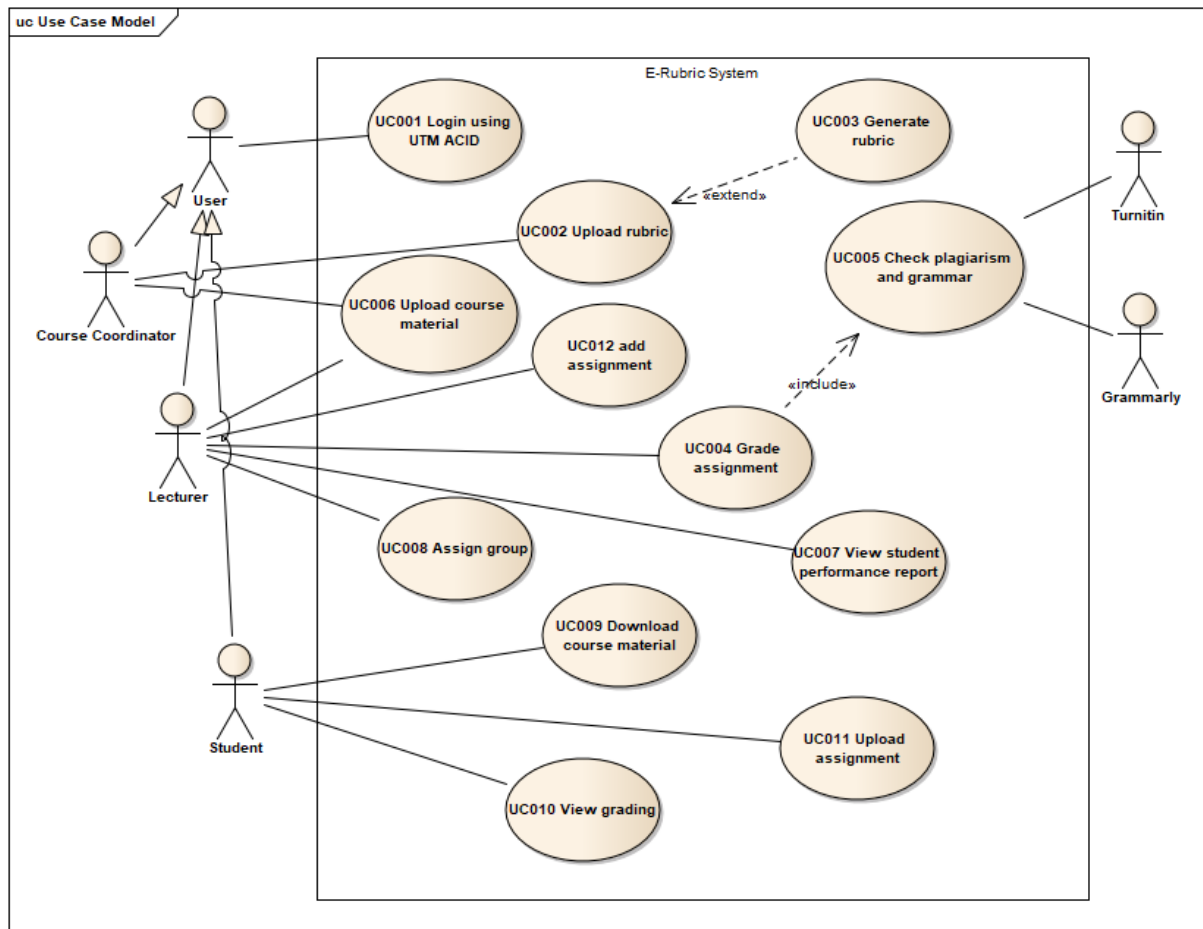 uc Use Case Model
E-Rubric System
UC001 Login using
UTM ACID
UC003 Generate
rubric
User
«extend»
Turnitin
UC002 Upload rubric
UC005 Check plagiarism
and grammar
Course Coordinator
UC006 Upload course
material
UC012 add
assignment
«include»
Grammarly
UC004 Grade
assignment
Lecturer
UC008 Assign group
UC007 View student
performance report
UC009 Download
course material
Student
UC011 Upload
assignment
UC010 View grading